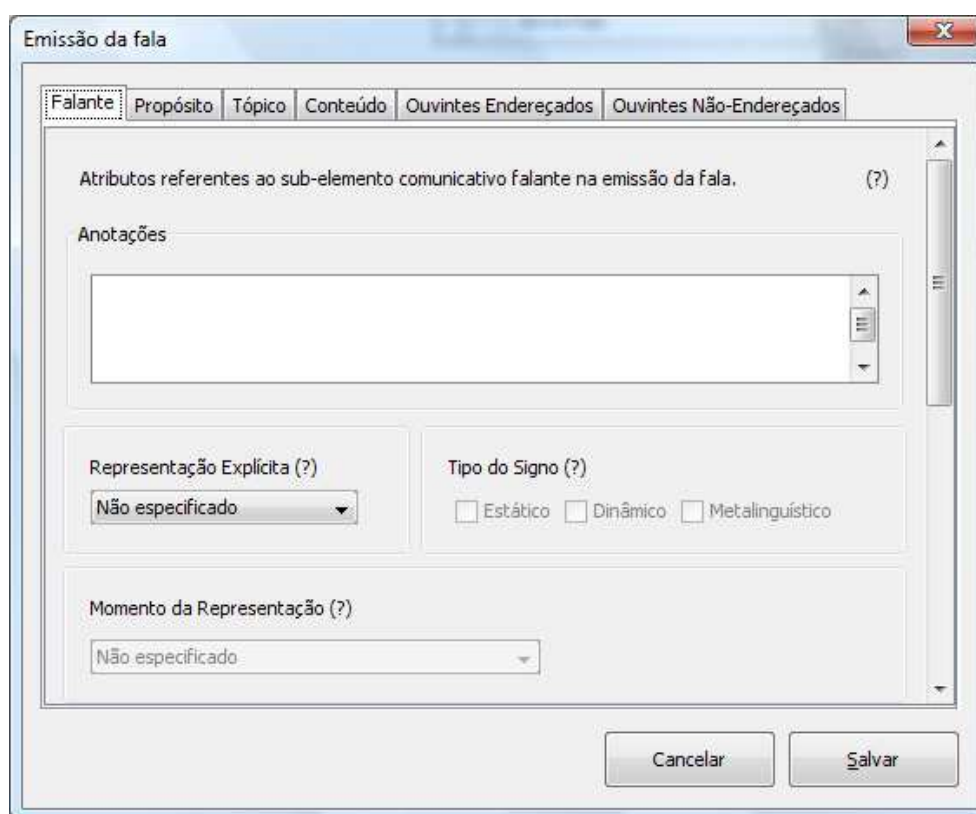 Emissão da fala
Falante Propósito Tópico Conteúdo Ouvintes Endereçados Ouvintes Não-Endereçados
Atributos referentes ao sub-elemento comunicativo falante na emissão da fala. (?)
Anotações
Representação Explícita (?) Tipo do Signo (?)
Não especificado Estático Dinâmico Metalinguístico
Momento da Representação (?)
Não especificado
Cancelar Salvar